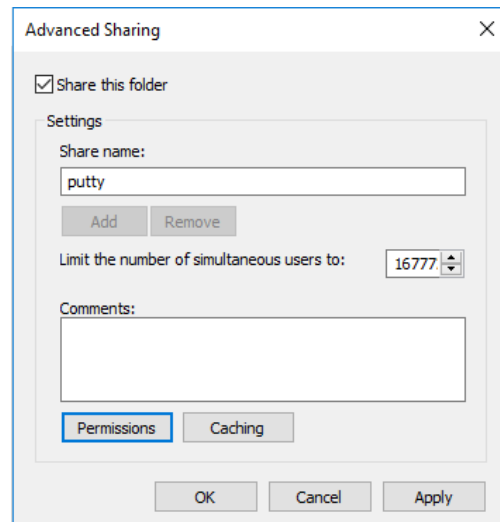 Advanced Sharing
Share this folder
Settings
Share name:
putty
Add Remove
Limit the number of simultaneous users to: 16777
Comments:
Permissions Caching
OK Cancel Apply